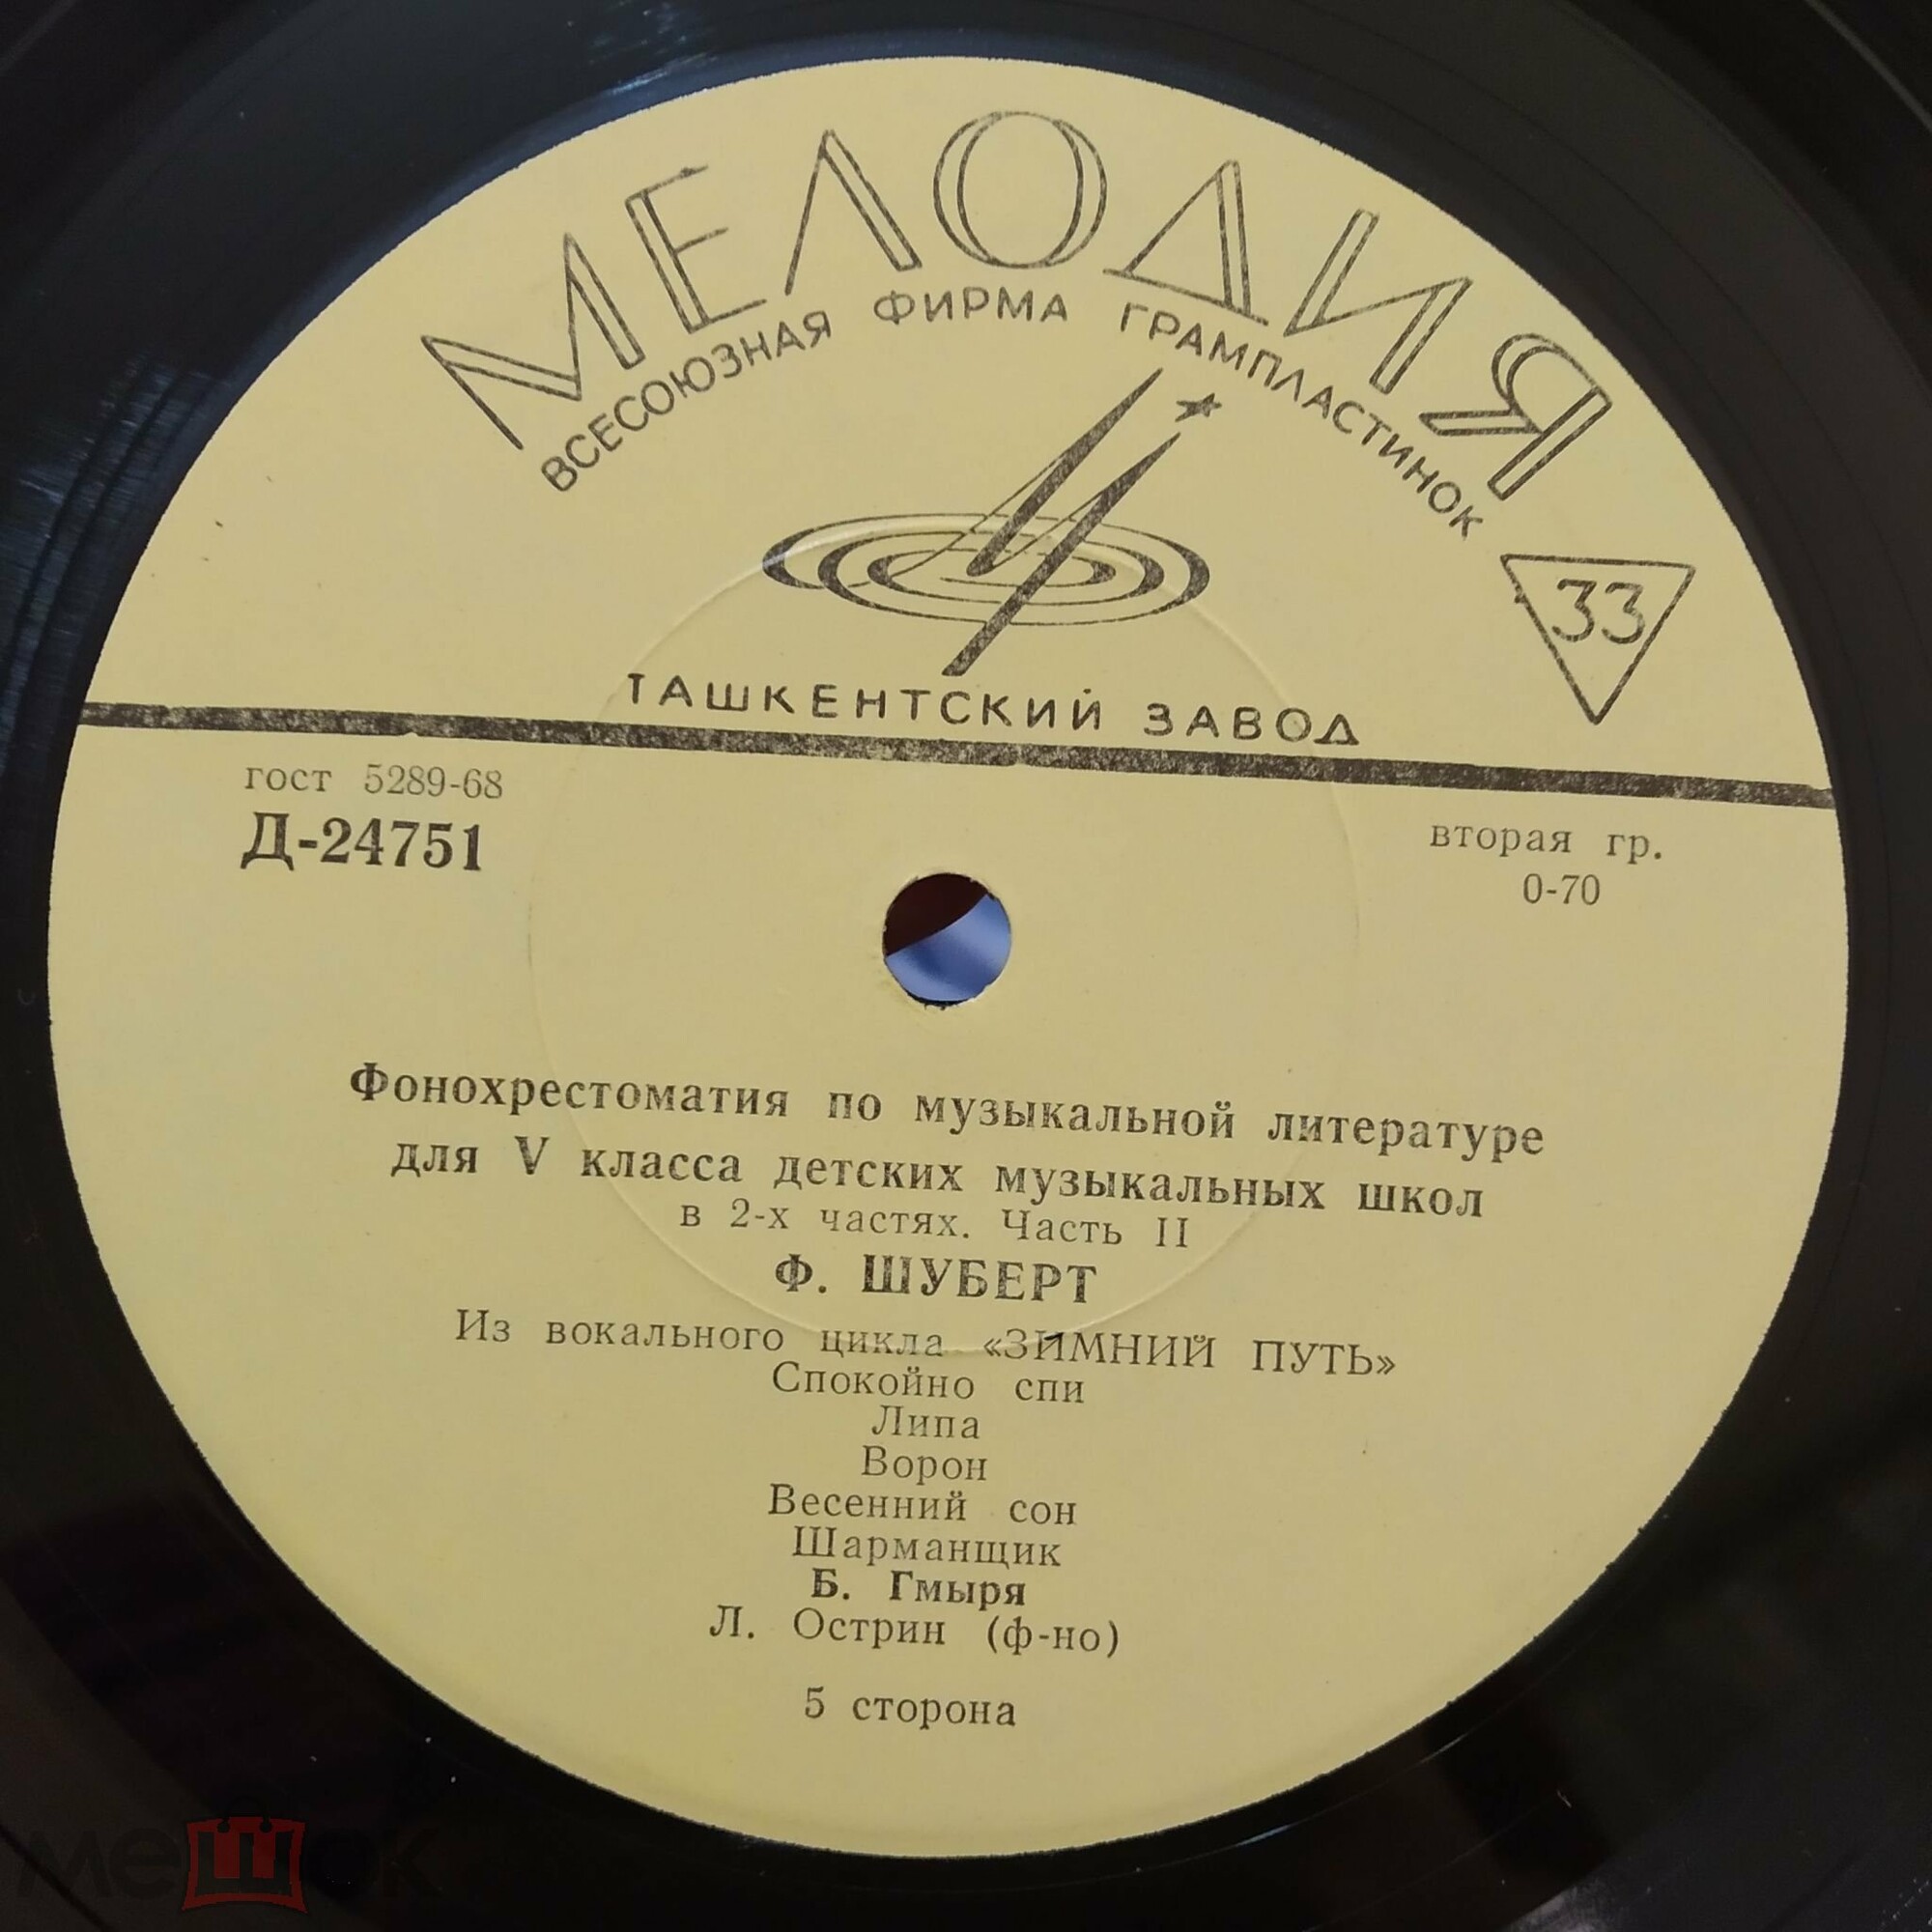 МЕЛОДИЯ
ВСЕСОЮЗНАЯ ФИРМА ГРАМПЛАСТИНОК
33
ТАШКЕНТСКИЙ ЗАВОД
гост 5289-68
Д-24751
вторая гр.
0-70
Фонохрестоматия по музыкальной литературе
для V класса детских музыкальных школ
в 2-х частях. Часть II
Ф. ШУБЕРТ
Из вокального цикла «ЗИМНИЙ ПУТЬ»
Спокойно спи
Липа
Ворон
Весенний сон
Шарманщик
Б. Гмыря
Л. Острин (ф-но)
5 сторона
мешок